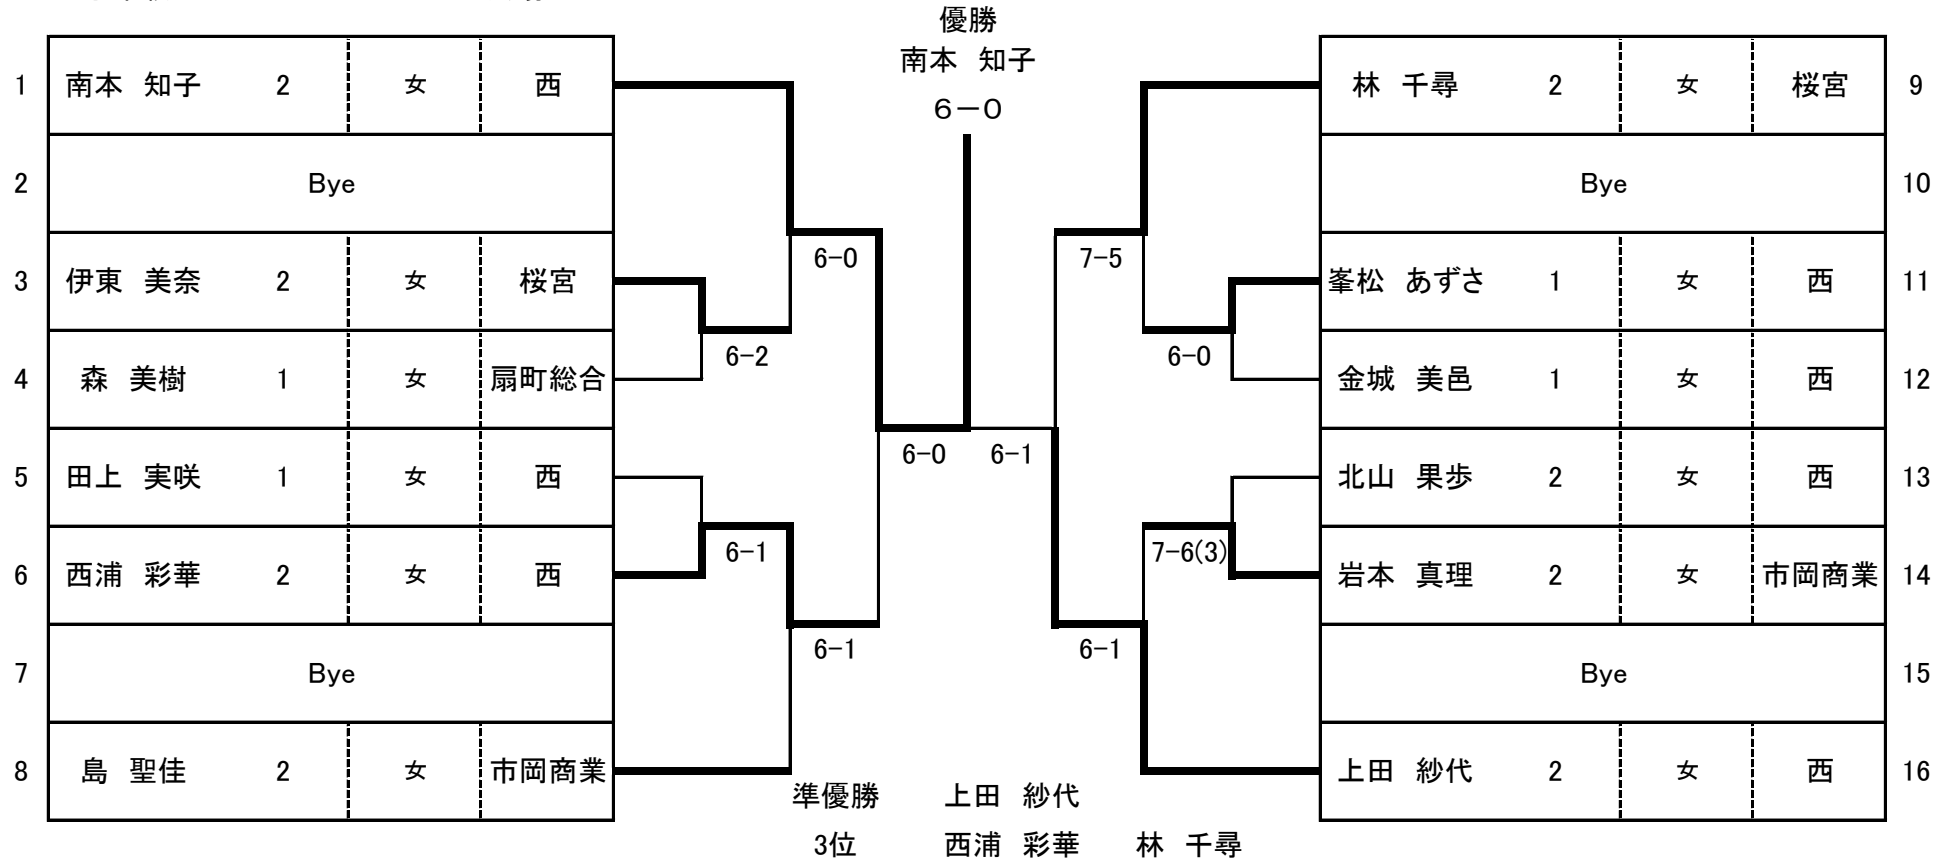 優勝
南本 知子
6-0
1 南本 知子 2 女 西
2 Bye
3 伊東 美奈 2 女 桜宮
4 森 美樹 1 女 扇町総合
5 田上 実咲 1 女 西
6 西浦 彩華 2 女 西
7 Bye
8 島 聖佳 2 女 市岡商業
6-0
6-2
6-0
6-1
6-1
7-5
6-0
6-1
7-6(3)
6-1
林 千尋 2 女 桜宮 9
Bye 10
峯松 あずさ 1 女 西 11
金城 美邑 1 女 西 12
北山 果歩 2 女 西 13
岩本 真理 2 女 市岡商業 14
Bye 15
上田 紗代 2 女 西 16
準優勝 上田 紗代
3位 西浦 彩華 林 千尋